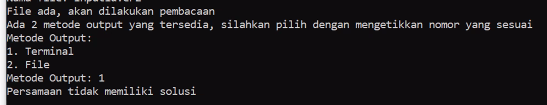 File ada, akan dilakukan pembacaan
Ada 2 metode output yang tersedia, silahkan pilih dengan mengetikkan nomor yang sesuai
Metode Output:
1. Terminal
2. File
Metode Output: 1
Persamaan tidak memiliki solusi